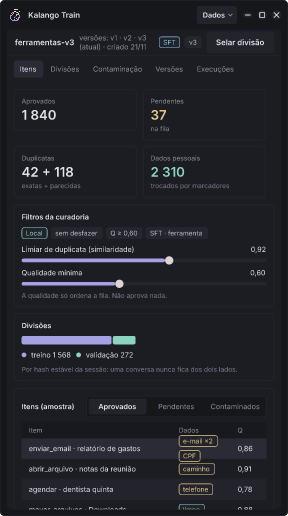 Kalango Train
Dados
ferramentas-v3
versões: v1 · v2 · v3
(atual) · criado 21/11
SFT
v3
Selar divisão
Itens
Divisões
Contaminação
Versões
Execuções
Aprovados
1 840
Pendentes
37
na fila
Duplicatas
42 + 118
exatas + parecidas
Dados pessoais
2 310
trocados por marcadores
Filtros da curadoria
Local
sem desfazer
Q ≥ 0,60
SFT · ferramenta
Limiar de duplicata (similaridade)
0,92
Qualidade mínima
0,60
A qualidade só ordena a fila. Não aprova nada.
Divisões
treino 1 568
validação 272
Por hash estável da sessão: uma conversa nunca fica dos dois lados.
Itens (amostra)
Aprovados
Pendentes
Contaminados
Item
Dados
Q
enviar_email · relatório de gastos
e-mail ×2
CPF
0,86
abrir_arquivo · notas da reunião
caminho
0,91
agendar · dentista quinta
telefone
0,78